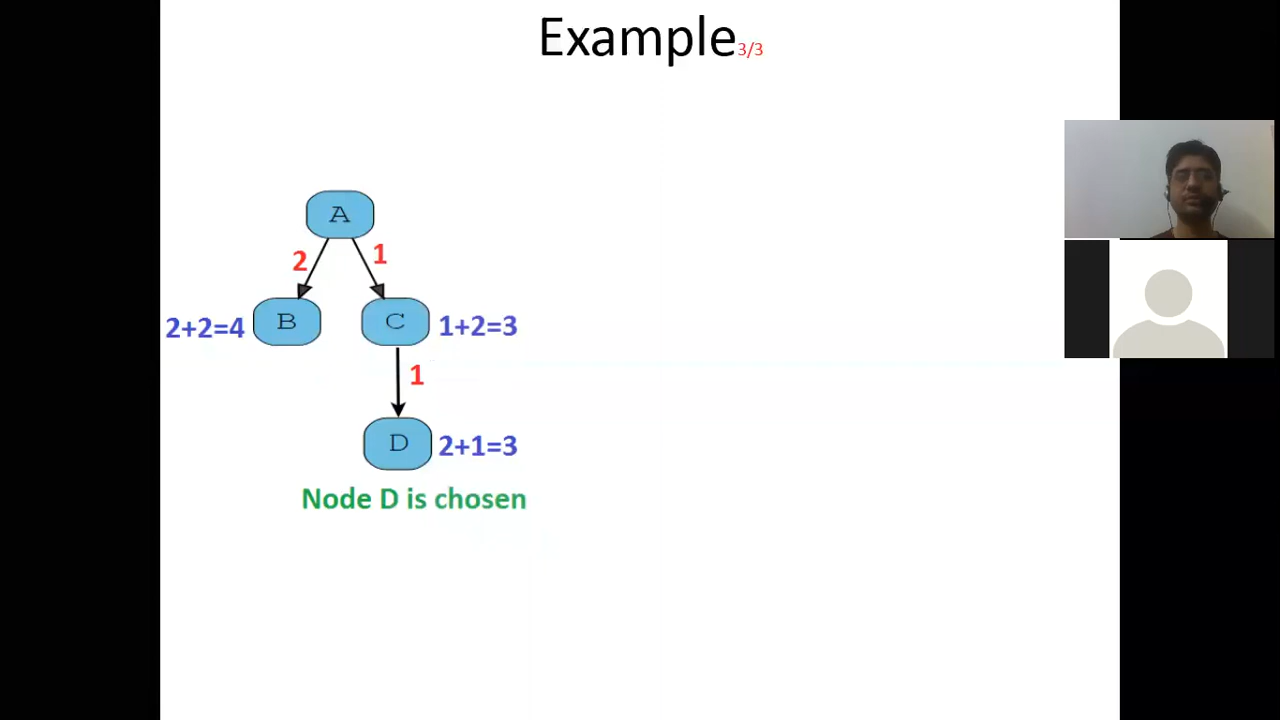 Example3/3
A
2 1
2+2=4 B C 1+2=3
1
D 2+1=3
Node D is chosen